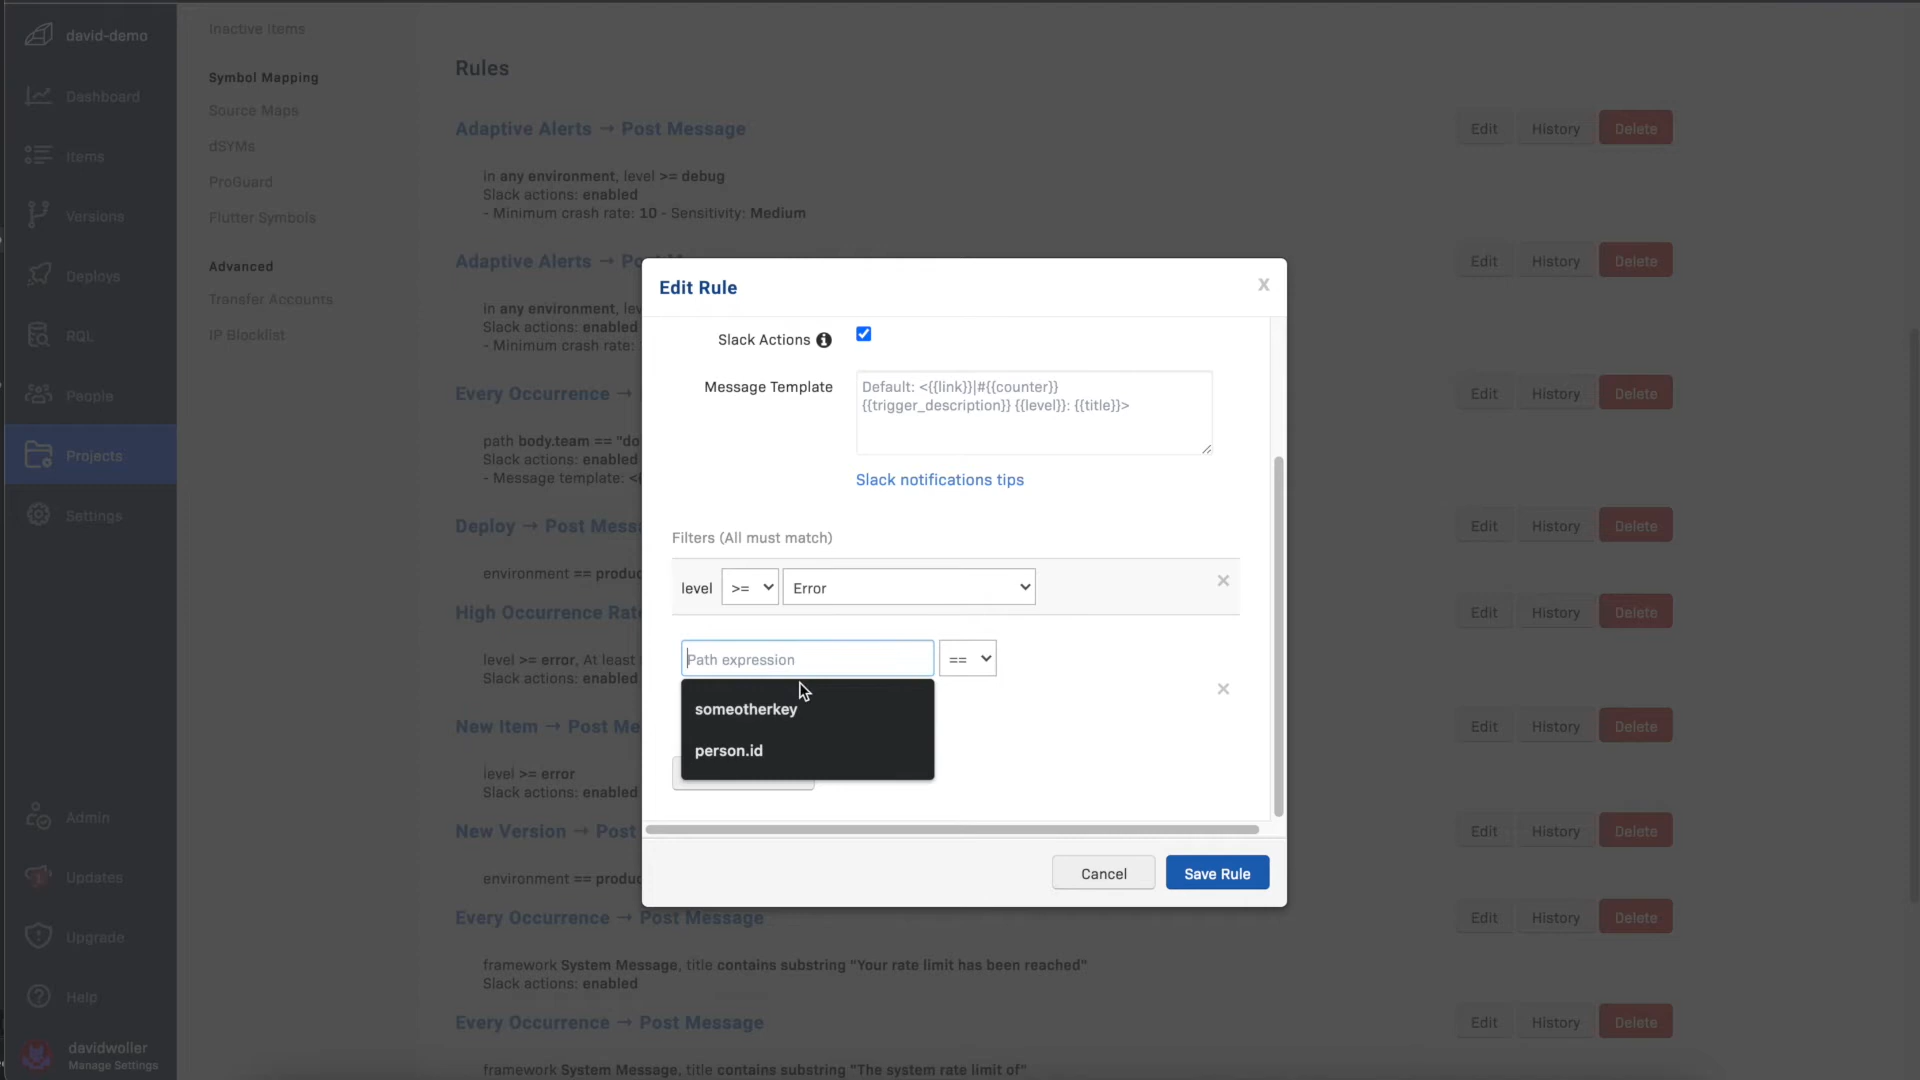 david-demo
Dashboard
Items
Versions
Deploys
RQL
People
Projects
Settings
Admin
1
Updates
Upgrade
Help
davidwoller
Manage Settings
Inactive Items
Symbol Mapping
Source Maps
dSYMs
ProGuard
Flutter Symbols
Advanced
Transfer Accounts
IP Blocklist
Rules
Adaptive Alerts → Post Message
Edit History Delete
in any environment, level >= debug
Slack actions: enabled
- Minimum crash rate: 10 - Sensitivity: Medium
Adaptive Alerts → Po
Edit History Delete
in any environment, lev
Slack actions: enabled
- Minimum crash rate:
Every Occurrence →
Edit History Delete
path body.team == "do
Slack actions: enabled
- Message template: <
Deploy → Post Mess
Edit History Delete
environment == produc
High Occurrence Rat
Edit History Delete
level >= error, At least
Slack actions: enabled
New Item → Post Me
Edit History Delete
level >= error
Slack actions: enabled
New Version → Post
Edit History Delete
environment == produc
Every Occurrence → Post Message
Edit History Delete
framework System Message, title contains substring "Your rate limit has been reached"
Slack actions: enabled
Every Occurrence → Post Message
Edit History Delete
framework System Message, title contains substring "The system rate limit of"
Edit Rule
X
Slack Actions
Message Template
Default: <{{link}}|#{{counter}}
{{trigger_description}} {{level}}: {{title}}>
Slack notifications tips
Filters (All must match)
level >= Error
Path expression ==
someotherkey
person.id
Cancel Save Rule